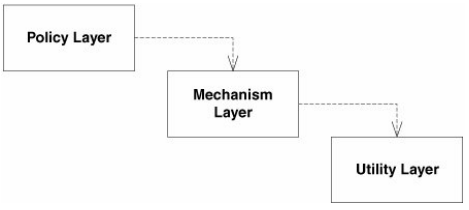 Policy Layer
Mechanism
Layer
Utility Layer